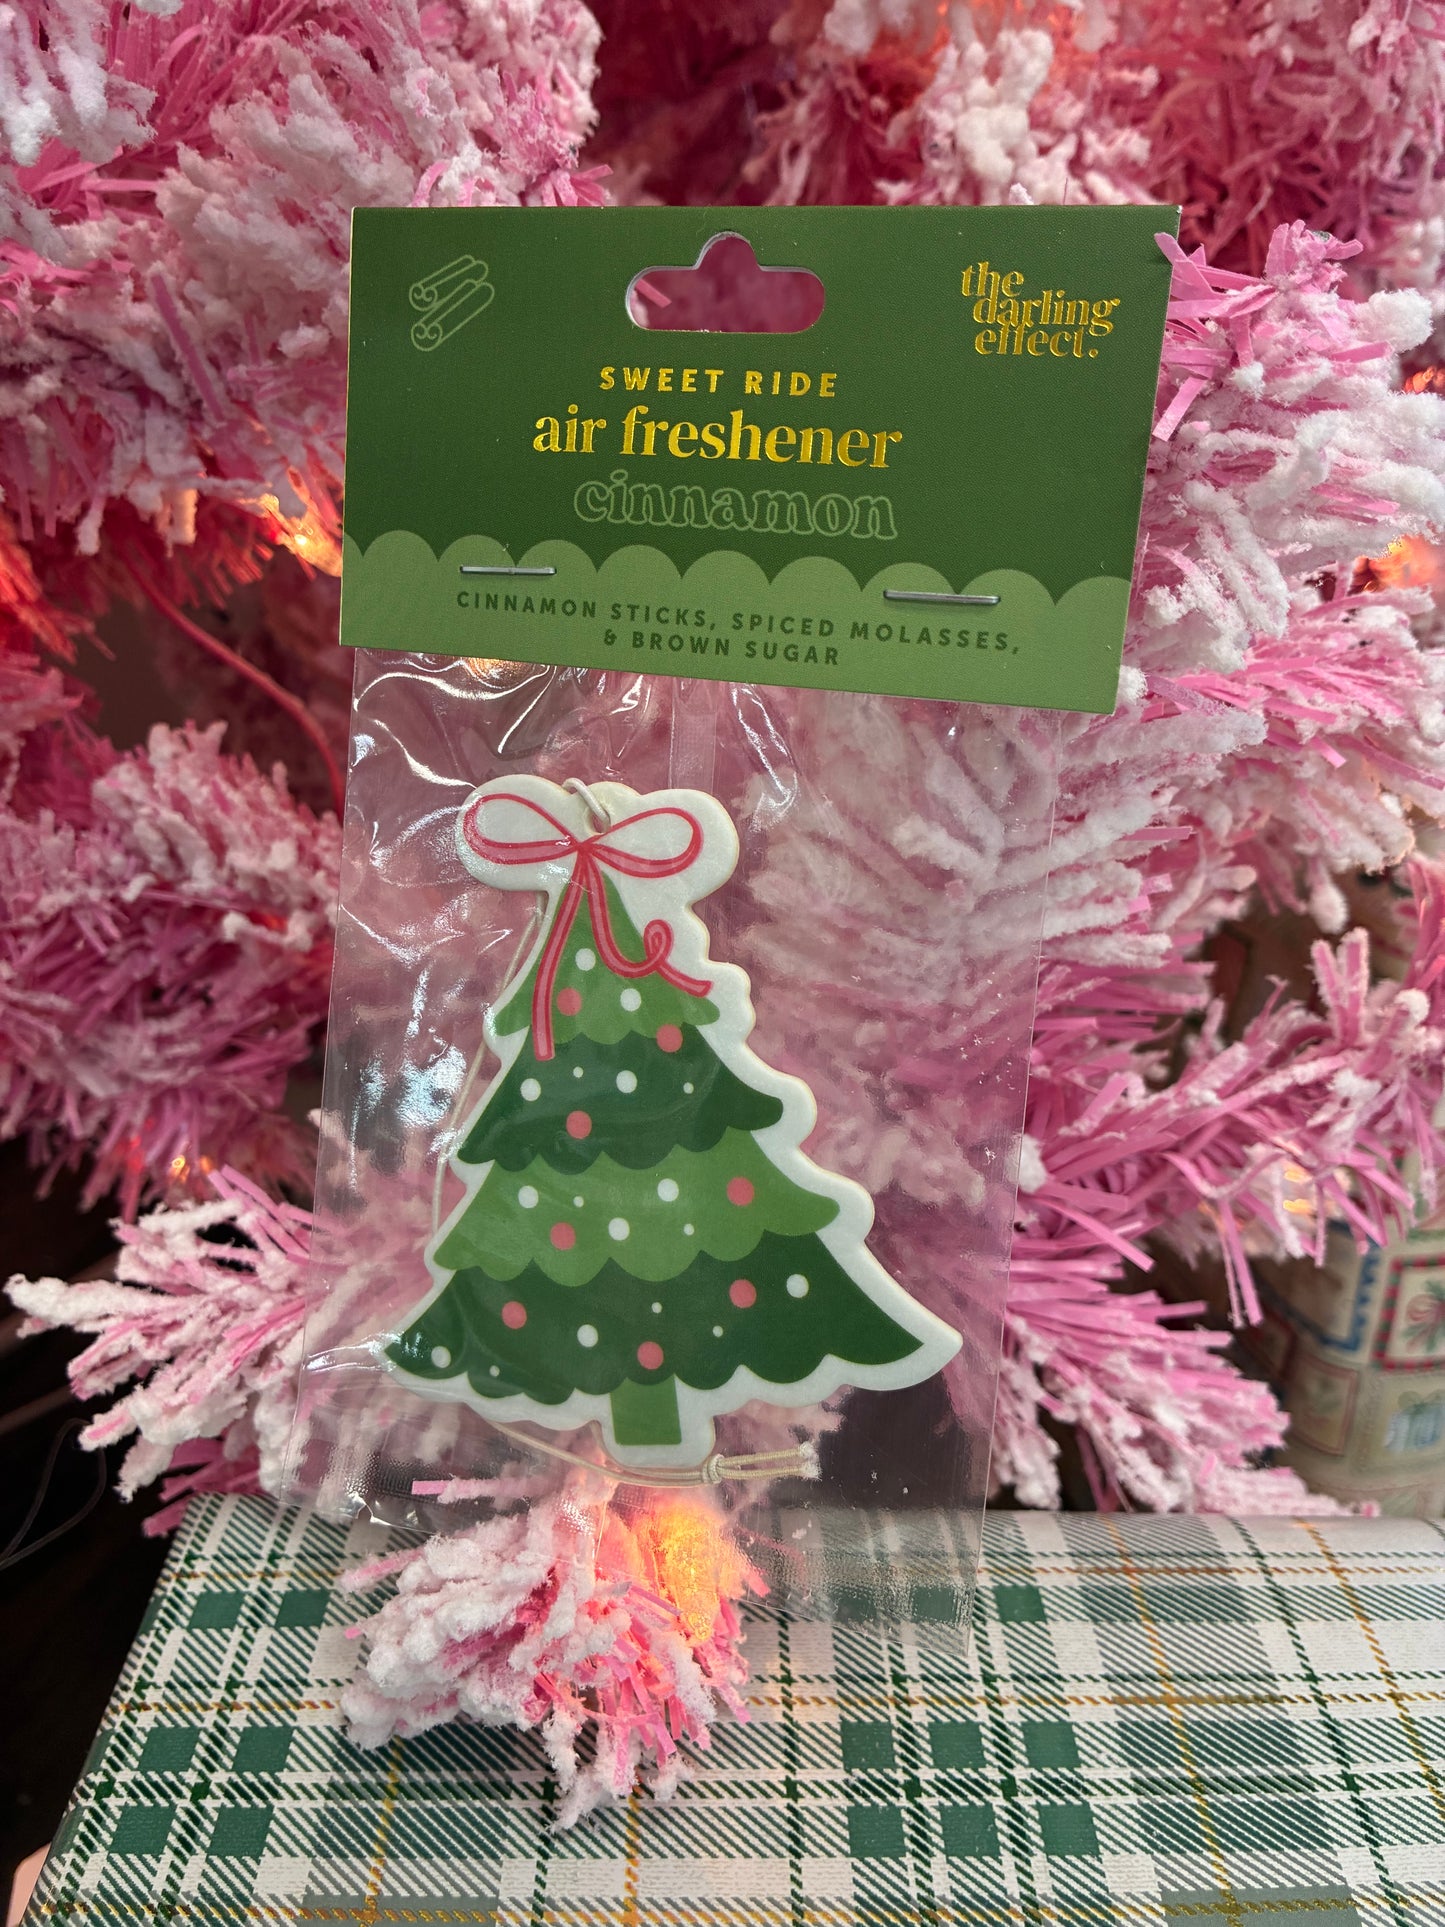 the
darling
effect.
SWEET RIDE
air freshener
cinnamon
CINNAMON STICKS, SPICED MOLASSES,
& BROWN SUGAR